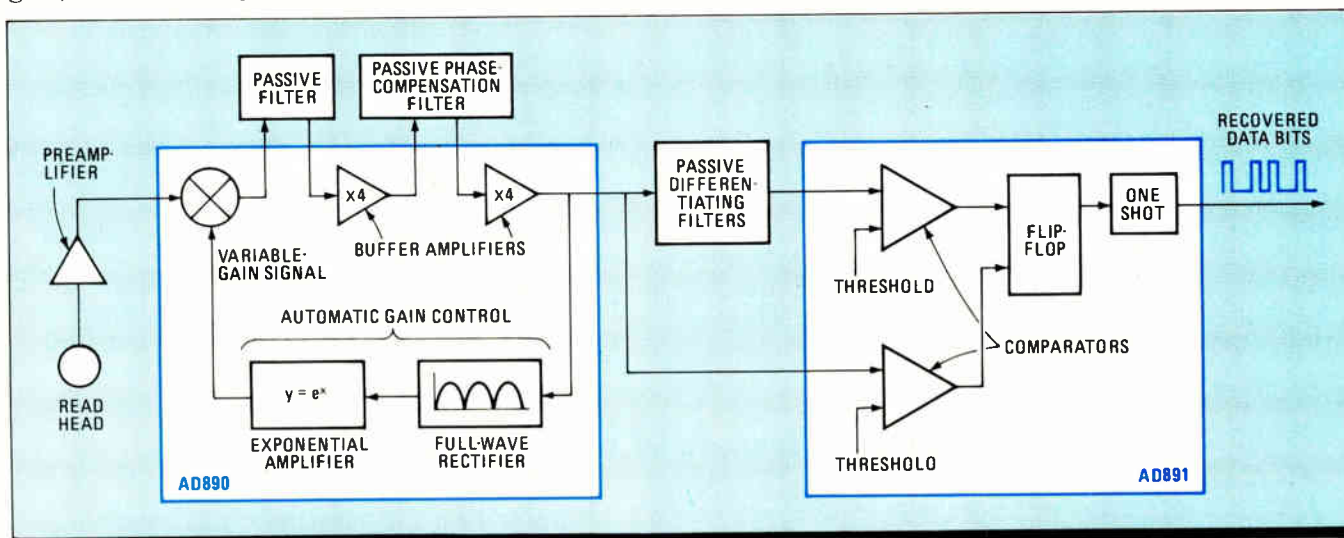 PASSIVE
FILTER
PASSIVE PHASE-
COMPENSATION
FILTER
PREAMP-
LIFIER
x4
x4
VARIABLE-
GAIN SIGNAL
BUFFER AMPLIFIERS
AUTOMATIC GAIN CONTROL
y = e^x
EXPONENTIAL
AMPLIFIER
FULL-WAVE
RECTIFIER
READ
HEAD
AD890
PASSIVE
DIFFEREN-
TIATING
FILTERS
THRESHOLD
COMPARATORS
THRESHOLD
FLIP-
FLOP
ONE
SHOT
RECOVERED
DATA BITS
AD891